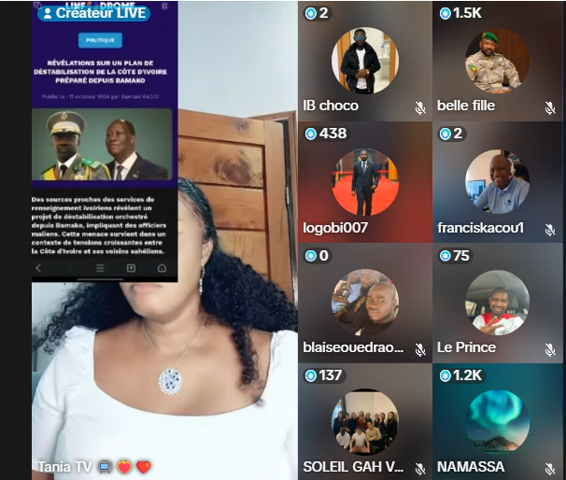 Créateur LIVE
POLITIQUE
RÉVÉLATIONS SUR UN PLAN DE
DÉSTABILISATION DE LA CÔTE D'IVOIRE
PRÉPARÉ DEPUIS BAMAKO
Des sources proches des services de
renseignement ivoiriens révèlent un
projet de déstabilisation orchestré
depuis Bamako, impliquant des officiers
maliens. Cette menace survient dans un
contexte de tensions croissantes entre
la Côte d'Ivoire et ses voisins sahéliens.
Tania TV
2
IB choco
1.5K
belle fille
438
logobi007
2
franciskacou1
0
blaiseouedrao...
75
Le Prince
137
SOLEIL GAH V...
1.2K
NAMASSA